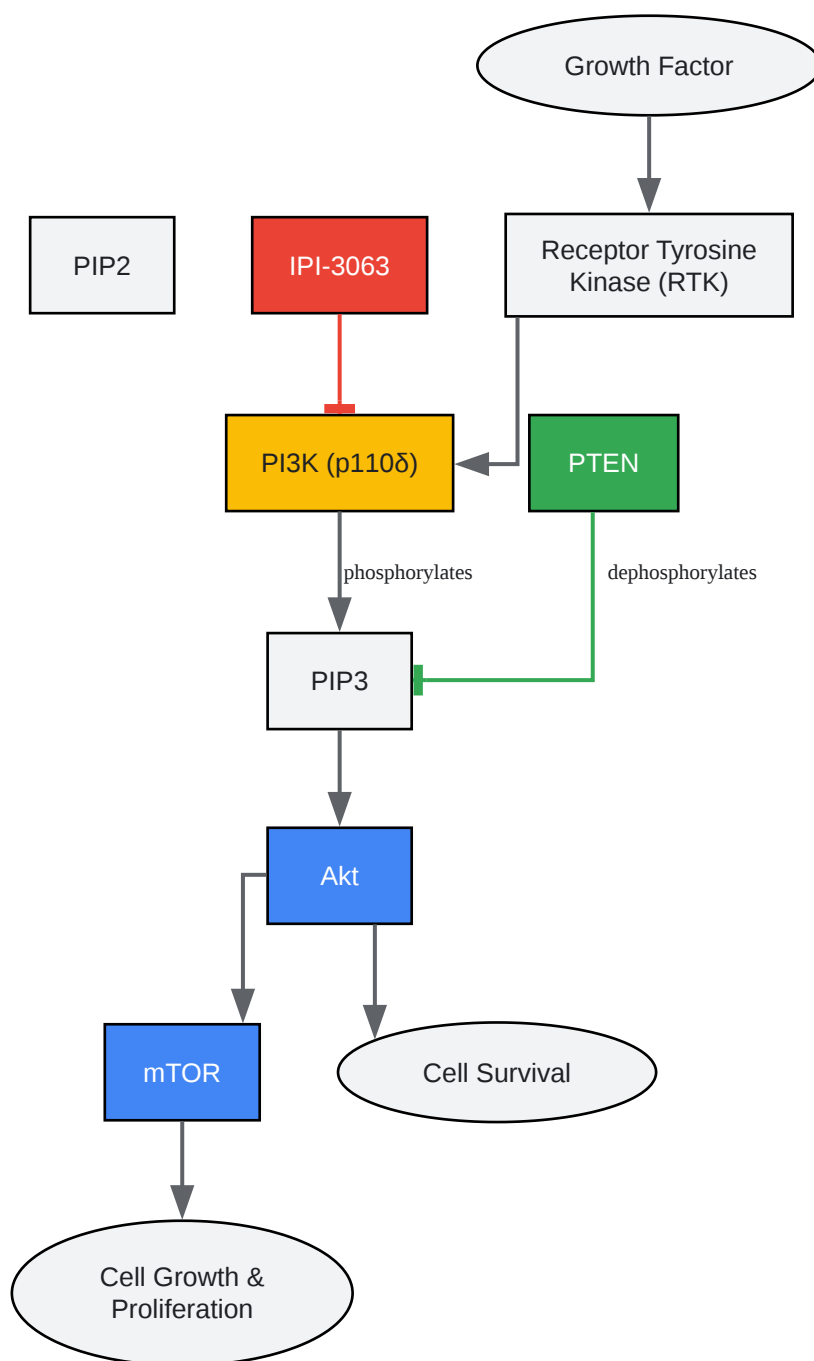 Growth Factor
PIP2
IPI-3063
Receptor Tyrosine
Kinase (RTK)
PI3K (p110δ)
PTEN
phosphorylates
dephosphorylates
PIP3
Akt
mTOR
Cell Survival
Cell Growth &
Proliferation